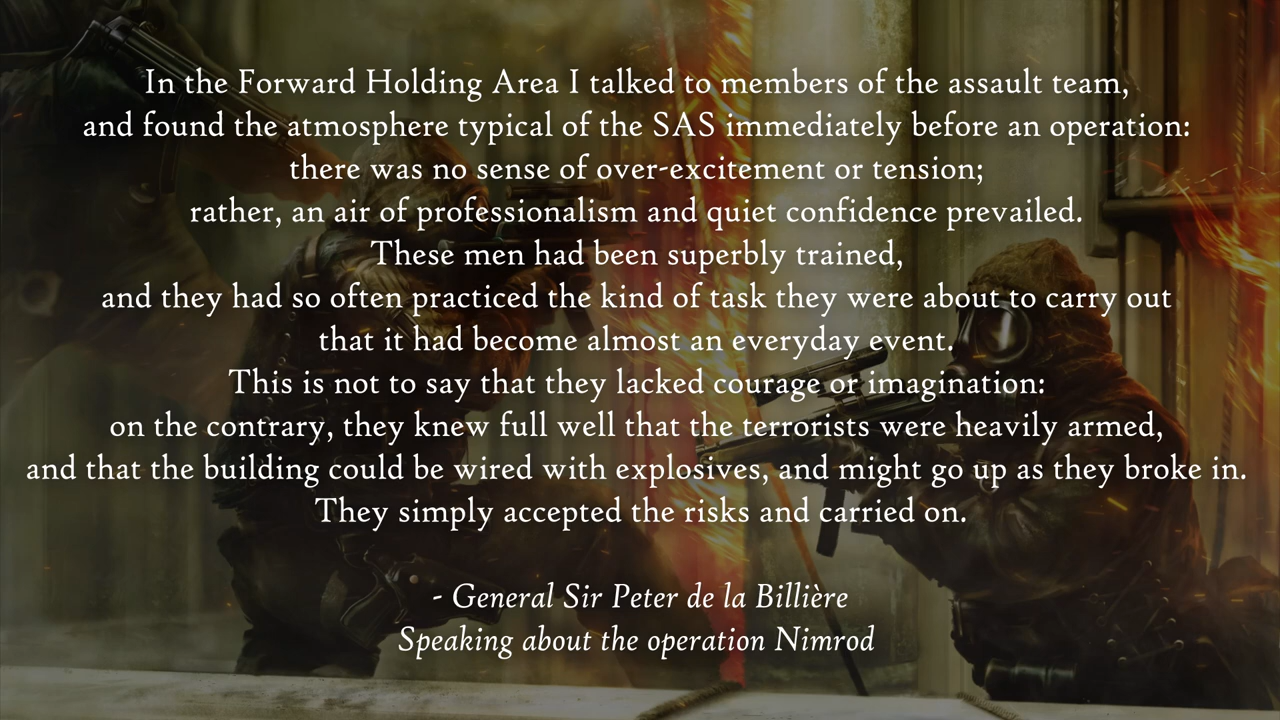 In the Forward Holding Area I talked to members of the assault team,
and found the atmosphere typical of the SAS immediately before an operation:
there was no sense of over-excitement or tension;
rather, an air of professionalism and quiet confidence prevailed.
These men had been superbly trained,
and they had so often practiced the kind of task they were about to carry out
that it had become almost an everyday event.
This is not to say that they lacked courage or imagination:
on the contrary, they knew full well that the terrorists were heavily armed,
and that the building could be wired with explosives, and might go up as they broke in.
They simply accepted the risks and carried on.
- General Sir Peter de la Billière
Speaking about the operation Nimrod